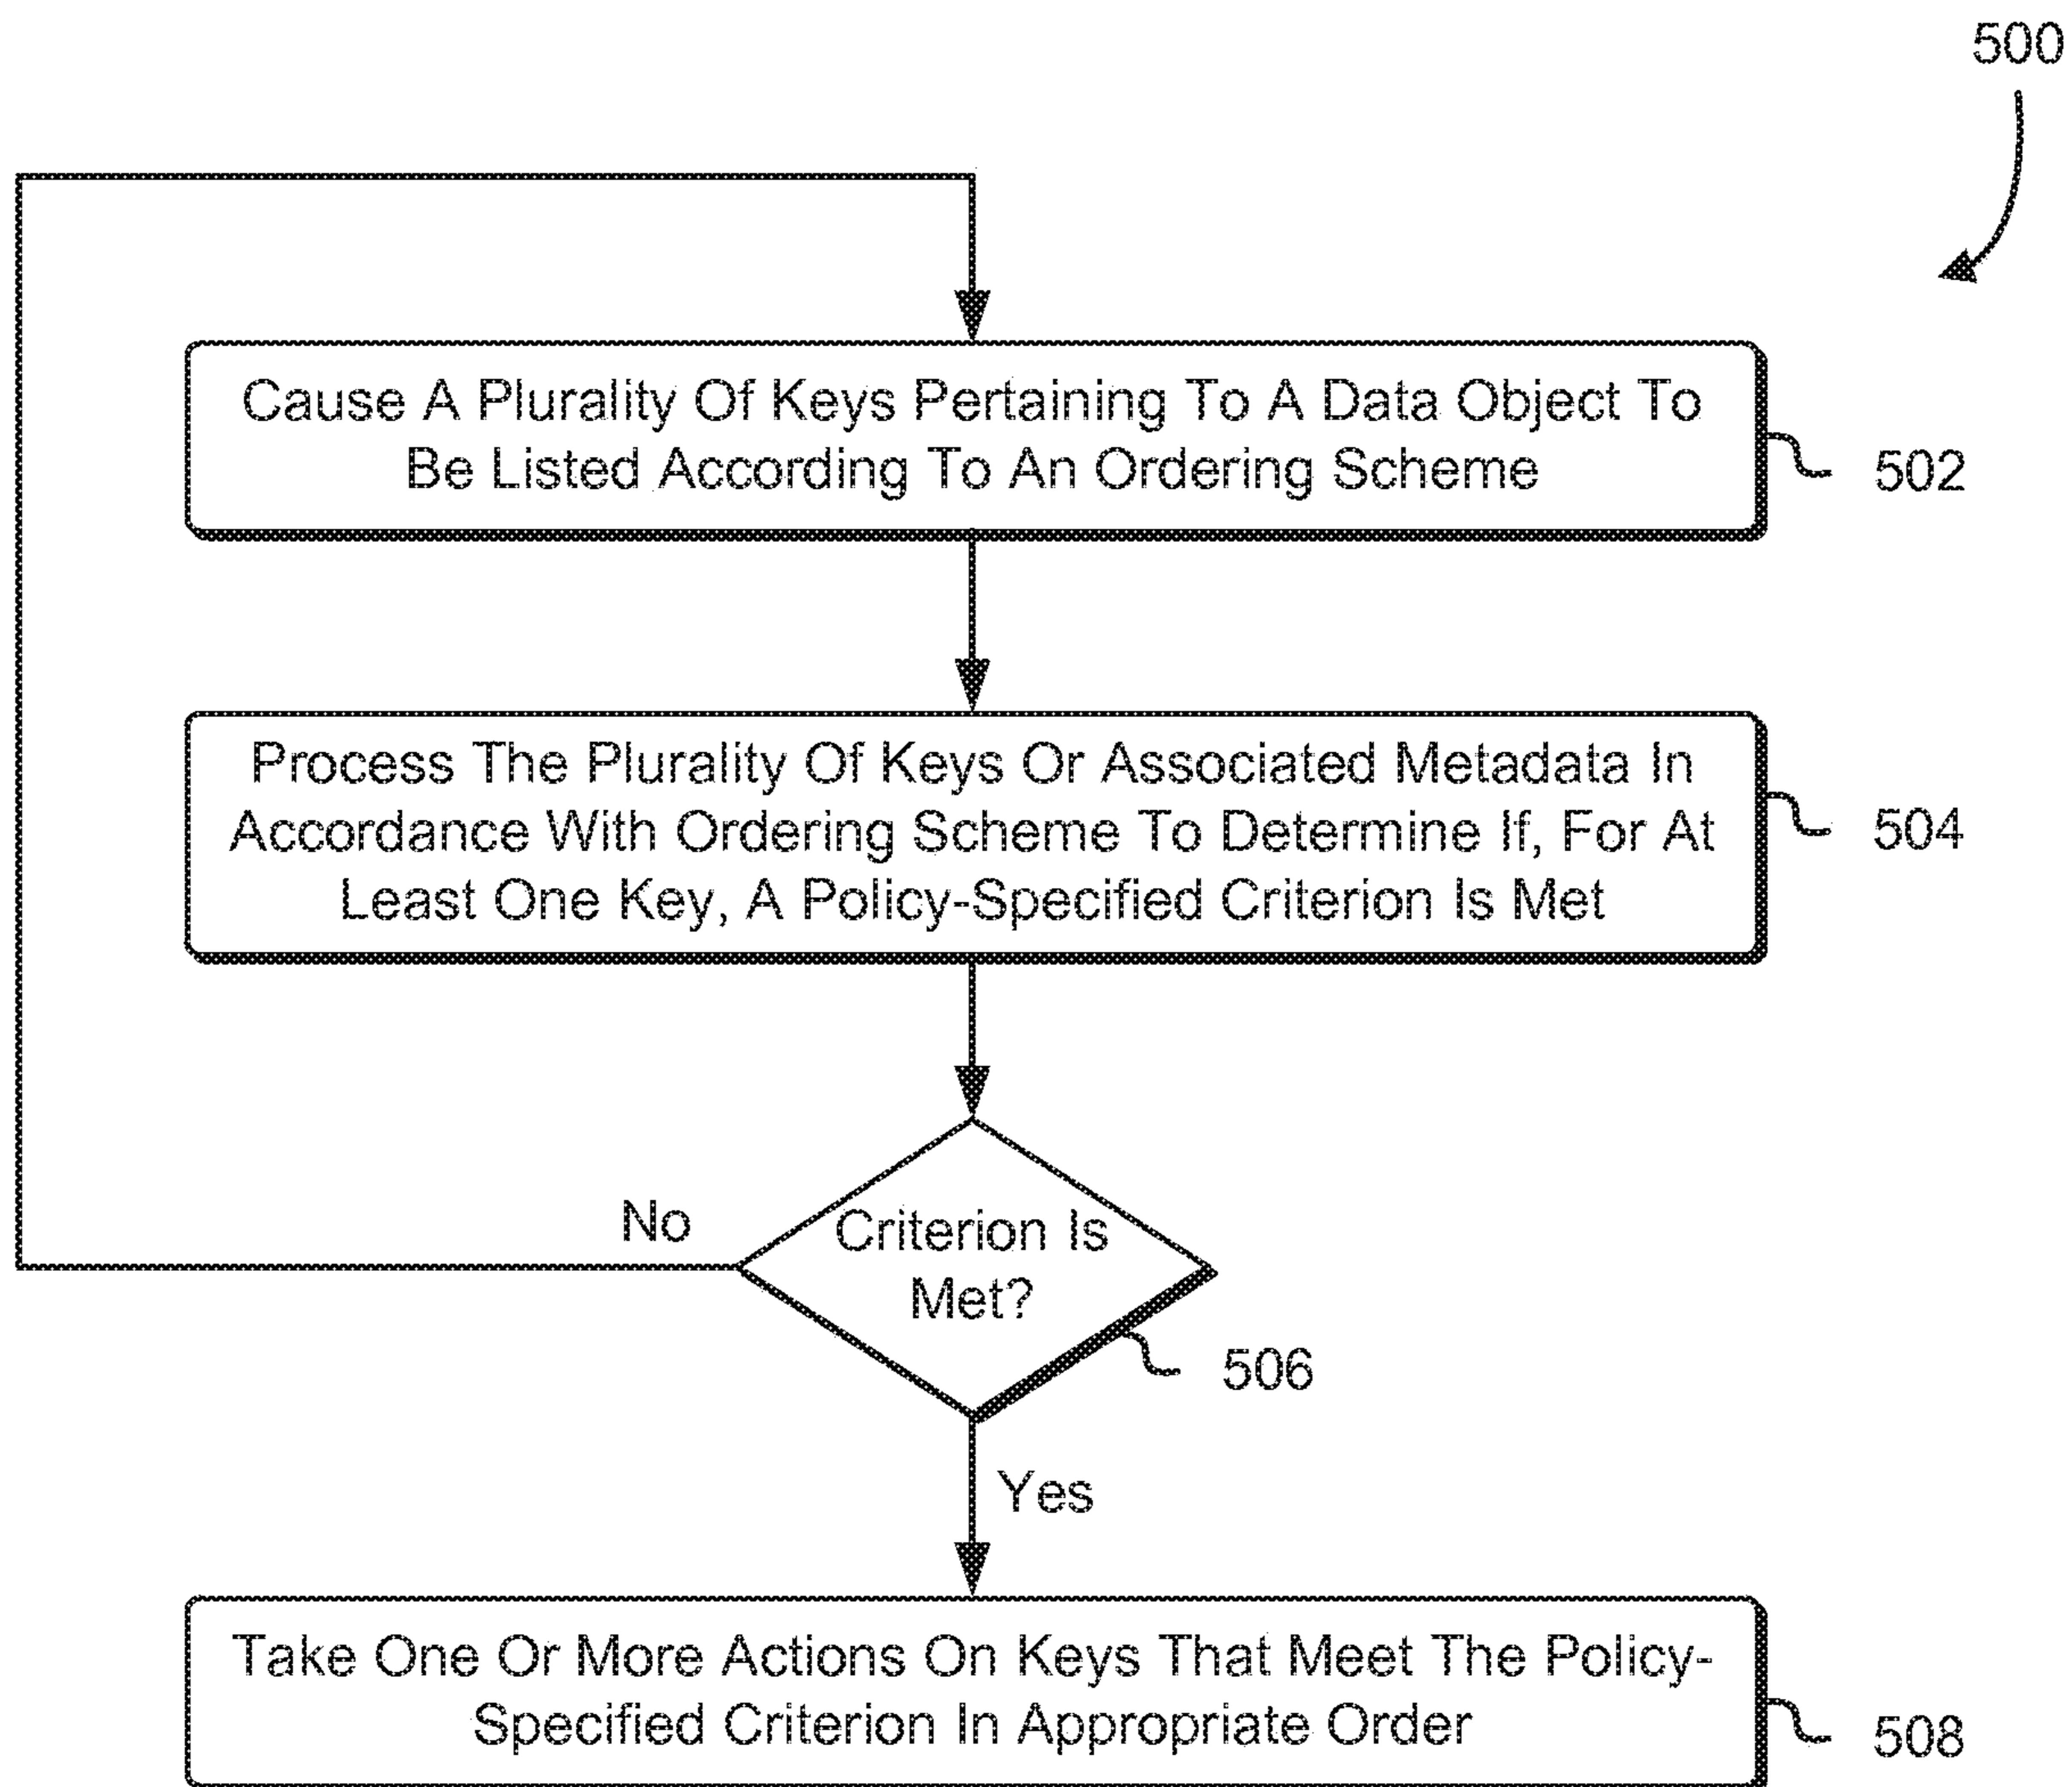 500
Cause A Plurality Of Keys Pertaining To A Data Object To
Be Listed According To An Ordering Scheme
502
Process The Plurality Of Keys Or Associated Metadata In
Accordance With Ordering Scheme To Determine If, For At
Least One Key, A Policy-Specified Criterion Is Met
504
No
Criterion Is
Met?
506
Yes
Take One Or More Actions On Keys That Meet The Policy-
Specified Criterion In Appropriate Order
508